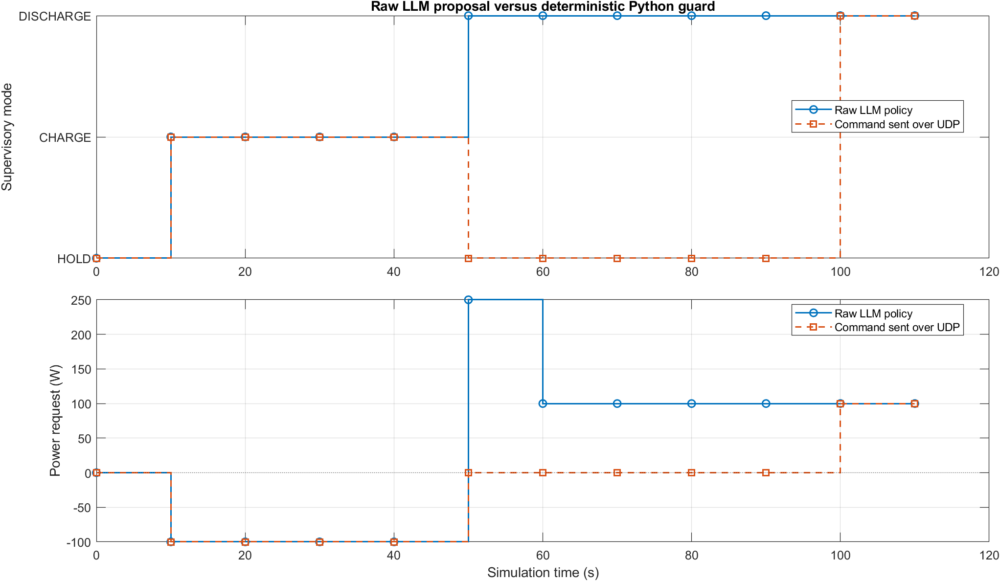 Raw LLM proposal versus deterministic Python guard
DISCHARGE
CHARGE
HOLD
Supervisory mode
Raw LLM policy
Command sent over UDP
0 20 40 60 80 100 120
250
200
150
100
50
0
-50
-100
Power request (W)
Raw LLM policy
Command sent over UDP
0 20 40 60 80 100 120
Simulation time (s)